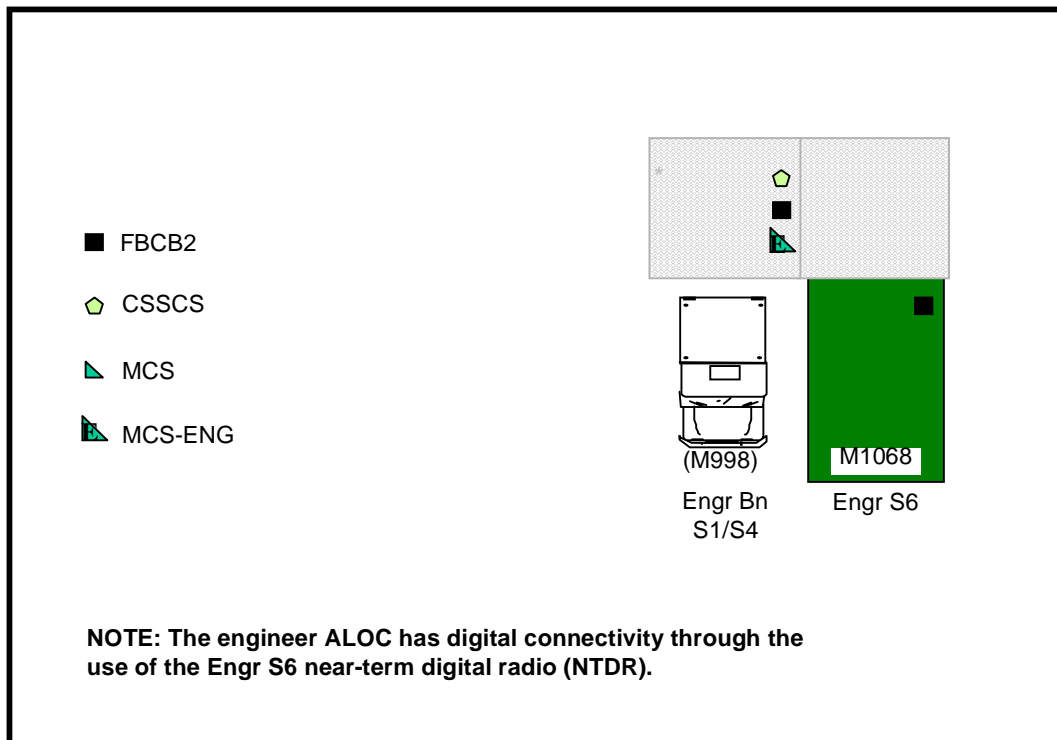 FBCB2
CSSCS
MCS
E MCS-ENG
*
E
(M998)
M1068
Engr Bn
S1/S4
Engr S6
NOTE: The engineer ALOC has digital connectivity through the
use of the Engr S6 near-term digital radio (NTDR).